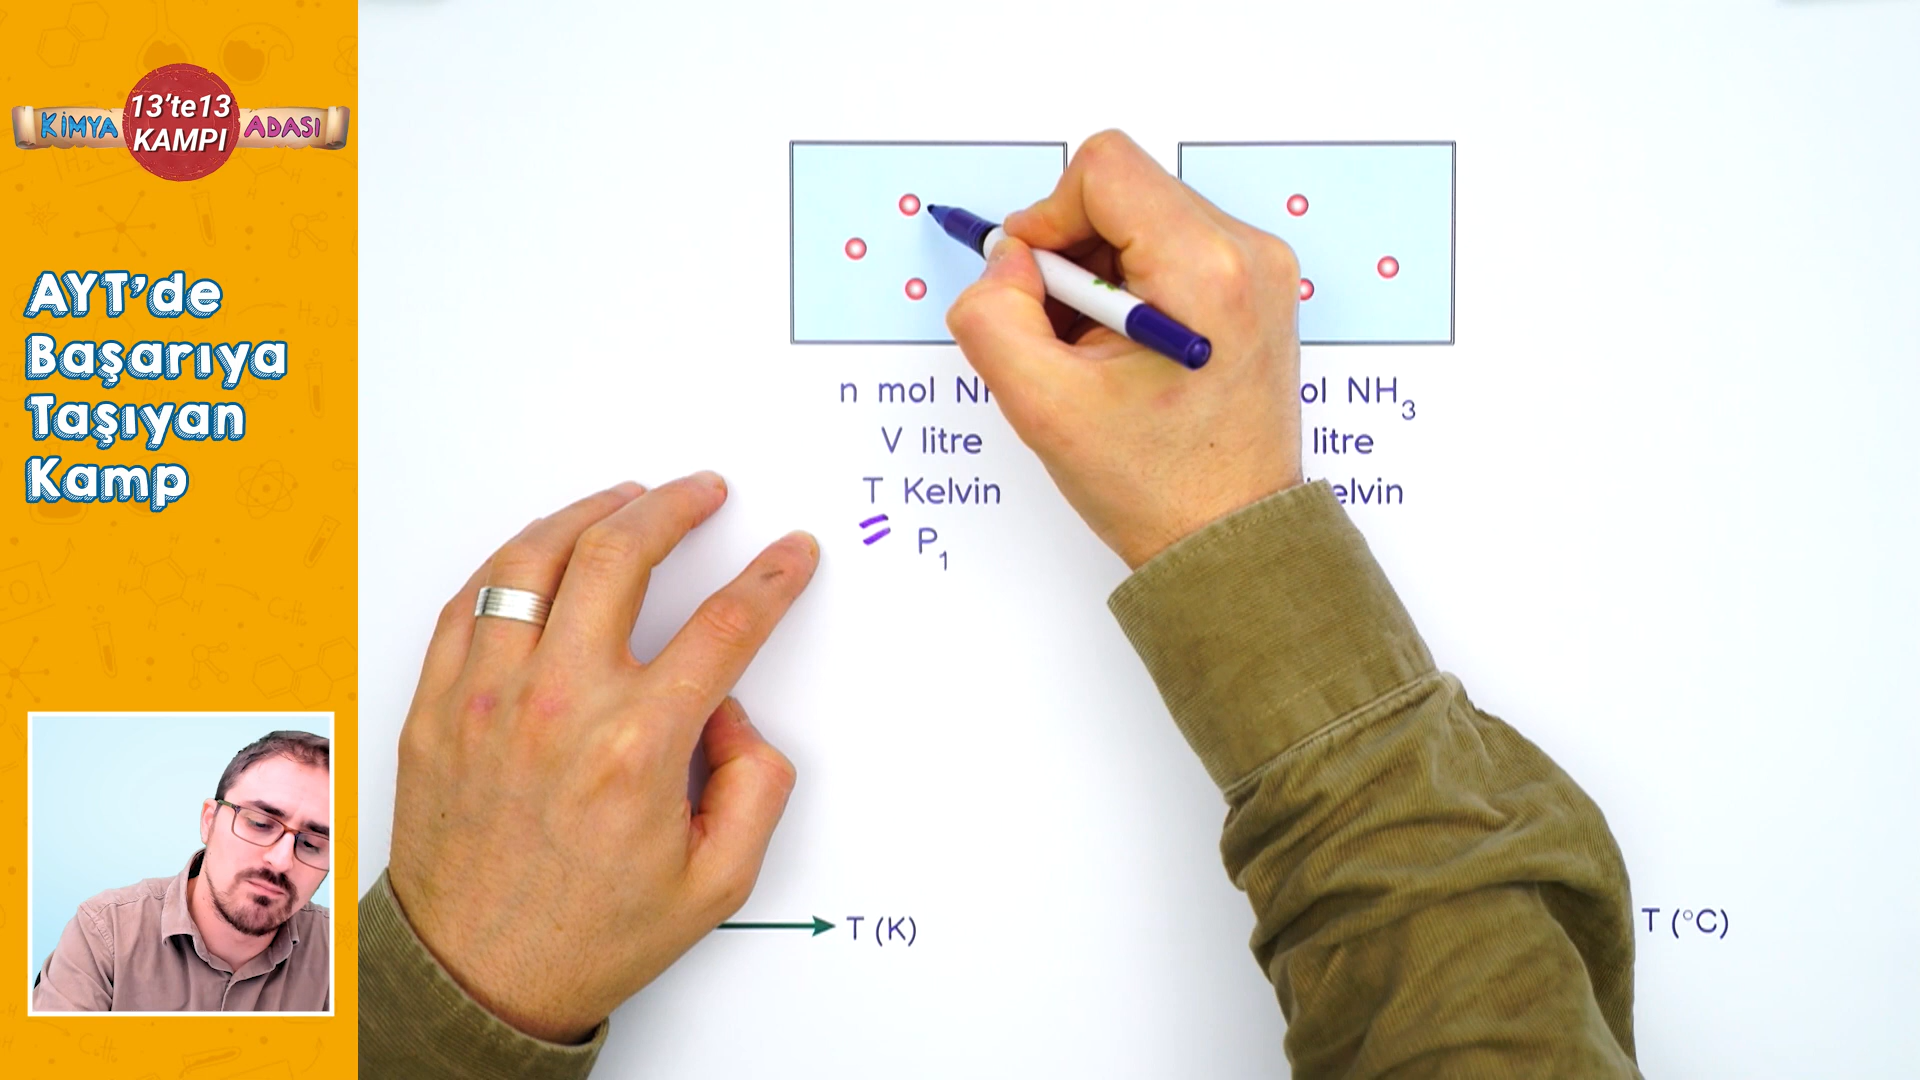 KİMYA 13'te13 KAMPI ADASI
AYT'de
Başarıya
Taşıyan
Kamp
n mol
V litre
T Kelvin
=
P₁
NH₃
litre
T (K)
T (°C)